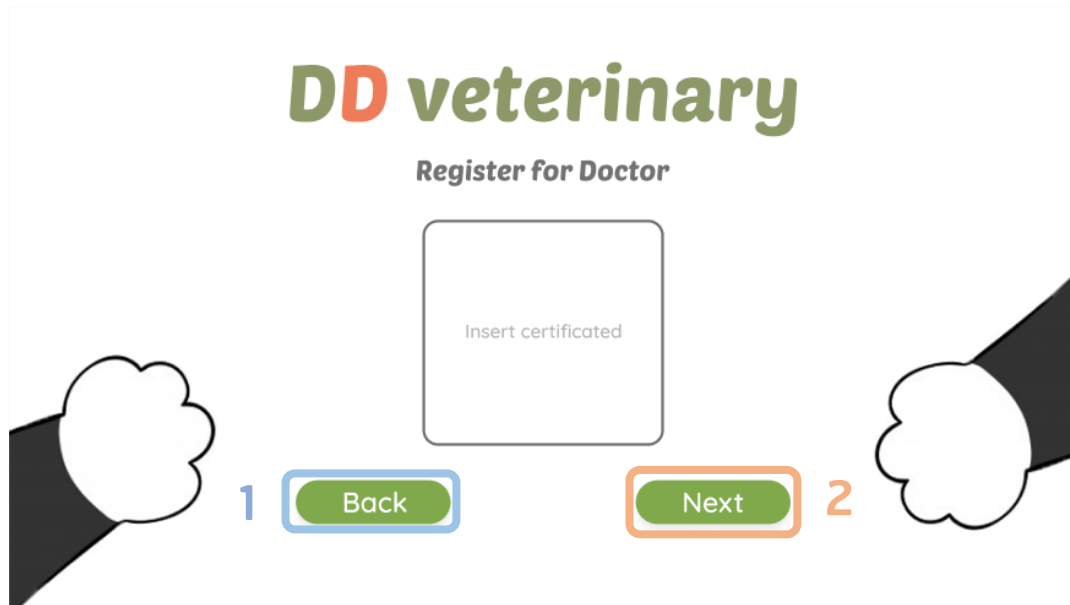 DD veterinary
Register for Doctor
Insert certificated
1 Back Next 2